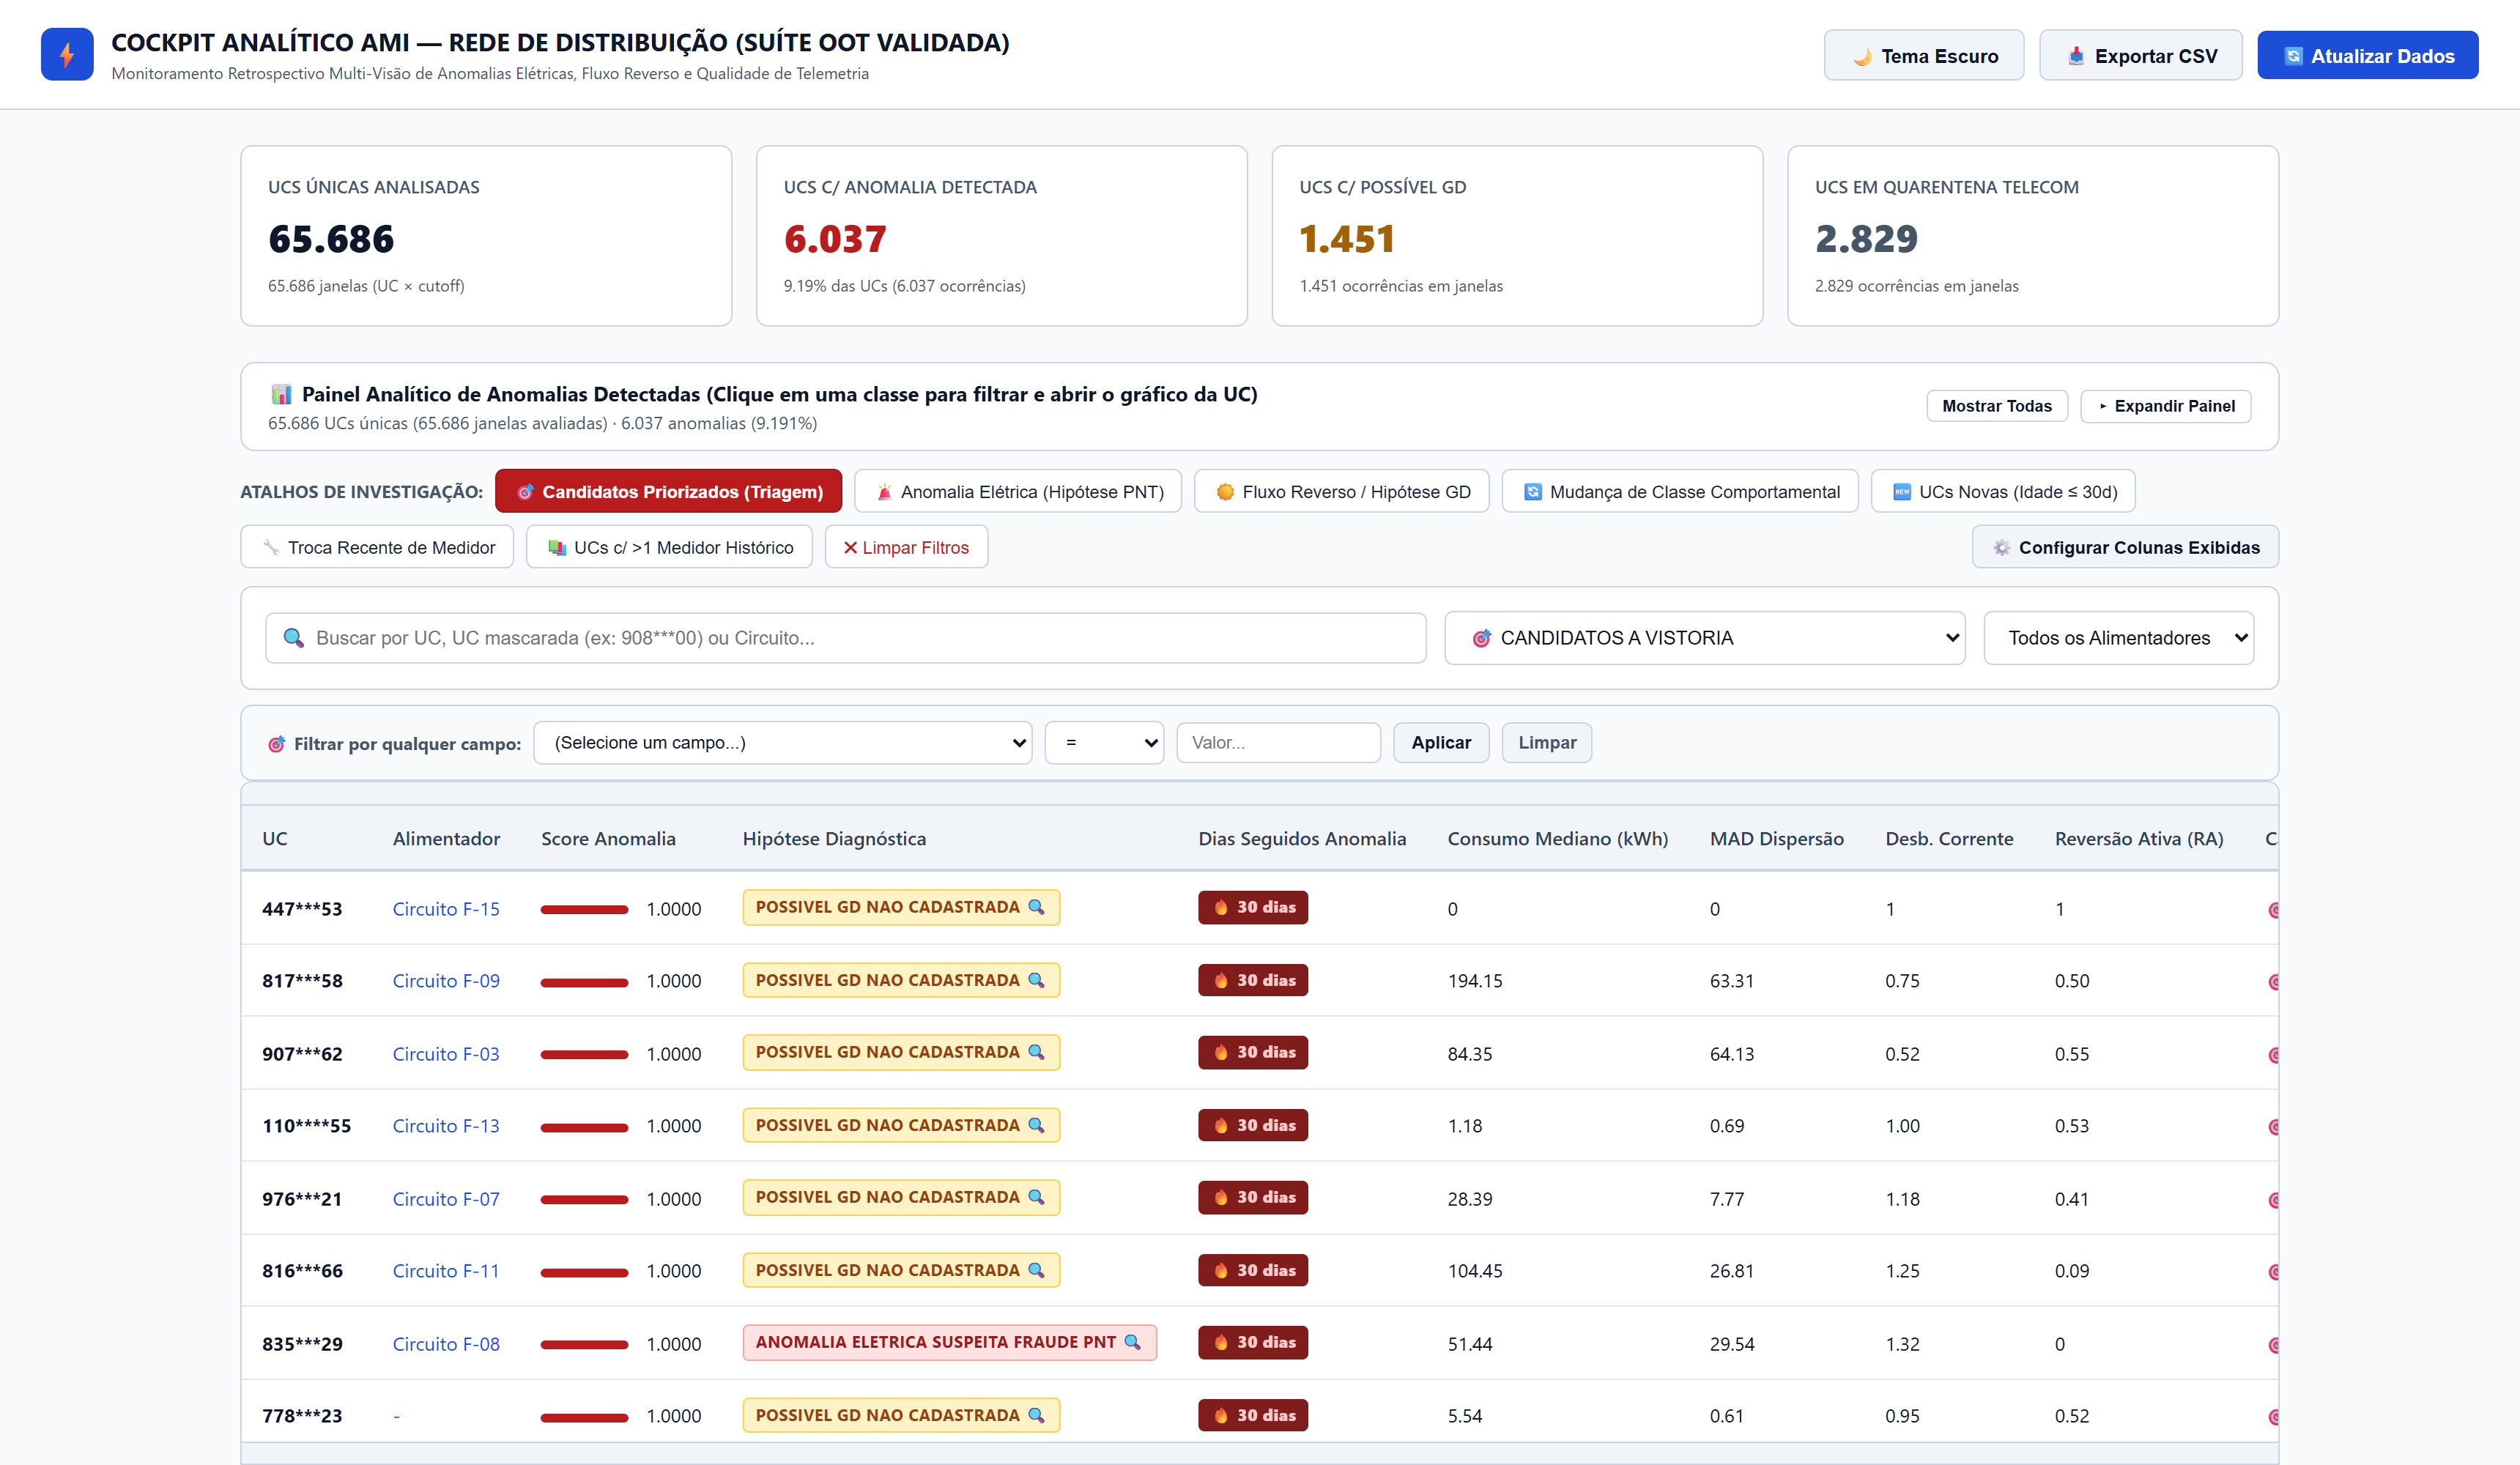 COCKPIT ANALÍTICO AMI — REDE DE DISTRIBUIÇÃO (SUÍTE OOT VALIDADA)
Monitoramento Retrospectivo Multi-Visão de Anomalias Elétricas, Fluxo Reverso e Qualidade de Telemetria
Tema Escuro
Exportar CSV
Atualizar Dados
UCS ÚNICAS ANALISADAS
65.686
65.686 janelas (UC × cutoff)
UCS C/ ANOMALIA DETECTADA
6.037
9.19% das UCs (6.037 ocorrências)
UCS C/ POSSÍVEL GD
1.451
1.451 ocorrências em janelas
UCS EM QUARENTENA TELECOM
2.829
2.829 ocorrências em janelas
Painel Analítico de Anomalias Detectadas (Clique em uma classe para filtrar e abrir o gráfico da UC)
65.686 UCs únicas (65.686 janelas avaliadas) · 6.037 anomalias (9.191%)
Mostrar Todas
Expandir Painel
ATALHOS DE INVESTIGAÇÃO:
Candidatos Priorizados (Triagem)
Anomalia Elétrica (Hipótese PNT)
Fluxo Reverso / Hipótese GD
Mudança de Classe Comportamental
UCs Novas (Idade ≤ 30d)
Troca Recente de Medidor
UCs c/ >1 Medidor Histórico
Limpar Filtros
Configurar Colunas Exibidas
Buscar por UC, UC mascarada (ex: 908***00) ou Circuito...
CANDIDATOS A VISTORIA
Todos os Alimentadores
Filtrar por qualquer campo:
(Selecione um campo...)
=
Valor...
Aplicar
Limpar
UC Alimentador Score Anomalia Hipótese Diagnóstica Dias Seguidos Anomalia Consumo Mediano (kWh) MAD Dispersão Desb. Corrente Reversão Ativa (RA)
447***53 Circuito F-15 1.0000 POSSIVEL GD NAO CADASTRADA 30 dias 0 0 1 1
817***58 Circuito F-09 1.0000 POSSIVEL GD NAO CADASTRADA 30 dias 194.15 63.31 0.75 0.50
907***62 Circuito F-03 1.0000 POSSIVEL GD NAO CADASTRADA 30 dias 84.35 64.13 0.52 0.55
110****55 Circuito F-13 1.0000 POSSIVEL GD NAO CADASTRADA 30 dias 1.18 0.69 1.00 0.53
976***21 Circuito F-07 1.0000 POSSIVEL GD NAO CADASTRADA 30 dias 28.39 7.77 1.18 0.41
816***66 Circuito F-11 1.0000 POSSIVEL GD NAO CADASTRADA 30 dias 104.45 26.81 1.25 0.09
835***29 Circuito F-08 1.0000 ANOMALIA ELETRICA SUSPEITA FRAUDE PNT 30 dias 51.44 29.54 1.32 0
778***23 - 1.0000 POSSIVEL GD NAO CADASTRADA 30 dias 5.54 0.61 0.95 0.52